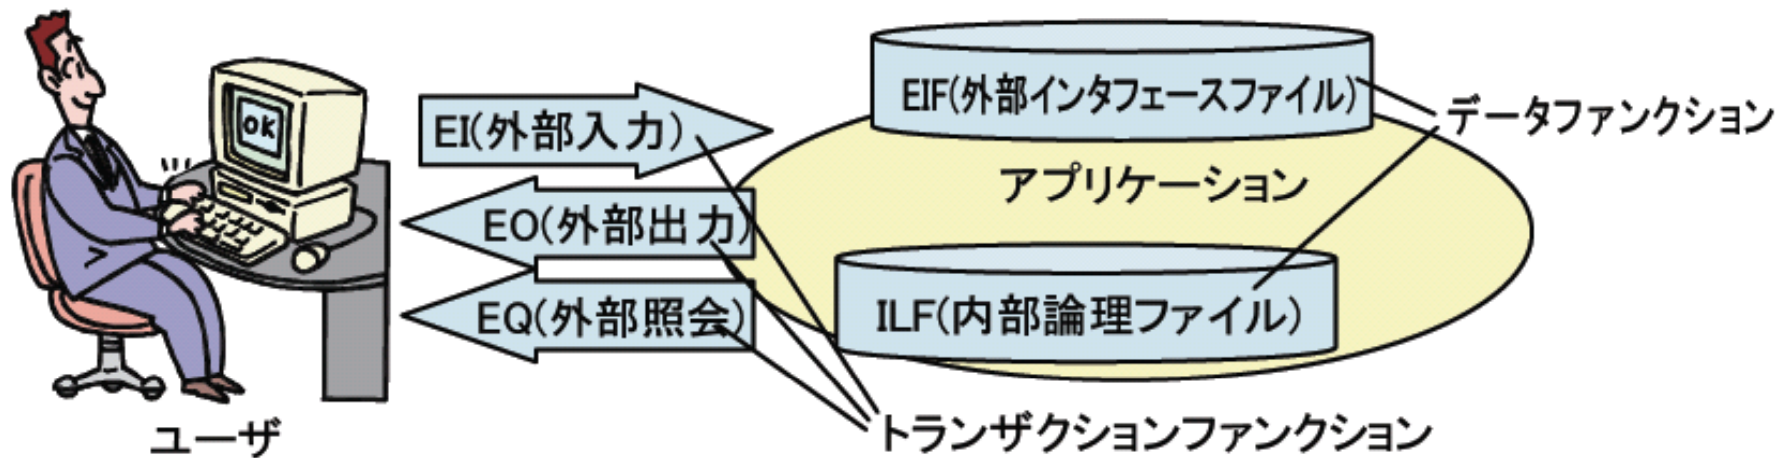 EIF(外部インタフェースファイル)
データファンクション
OK
EI(外部入力)
アプリケーション
EO(外部出力)
EQ(外部照会)
ILF(内部論理ファイル)
ユーザ
トランザクションファンクション